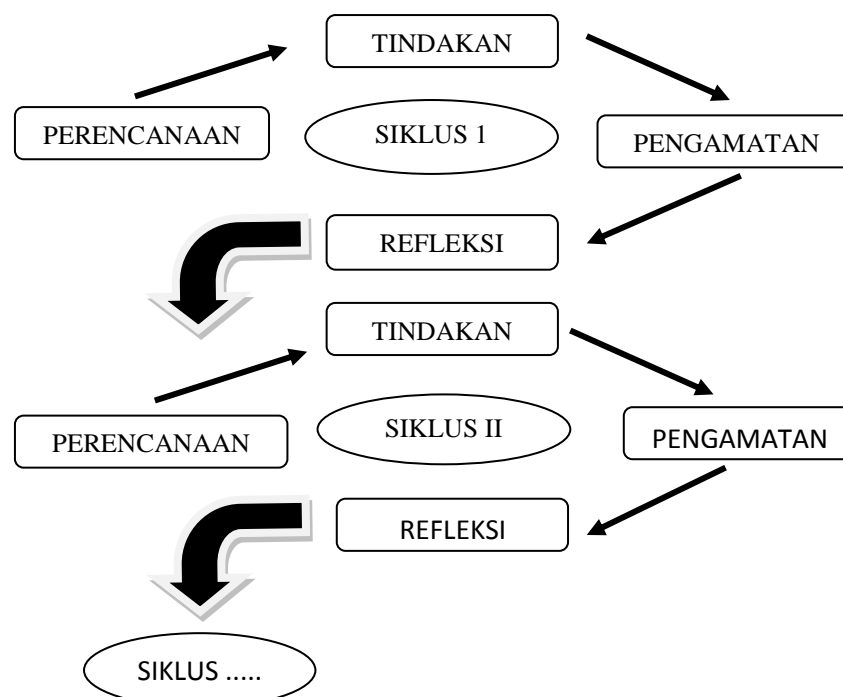 TINDAKAN
PERENCANAAN
SIKLUS 1
PENGAMATAN
REFLEKSI
TINDAKAN
PERENCANAAN
SIKLUS II
PENGAMATAN
REFLEKSI
SIKLUS .....